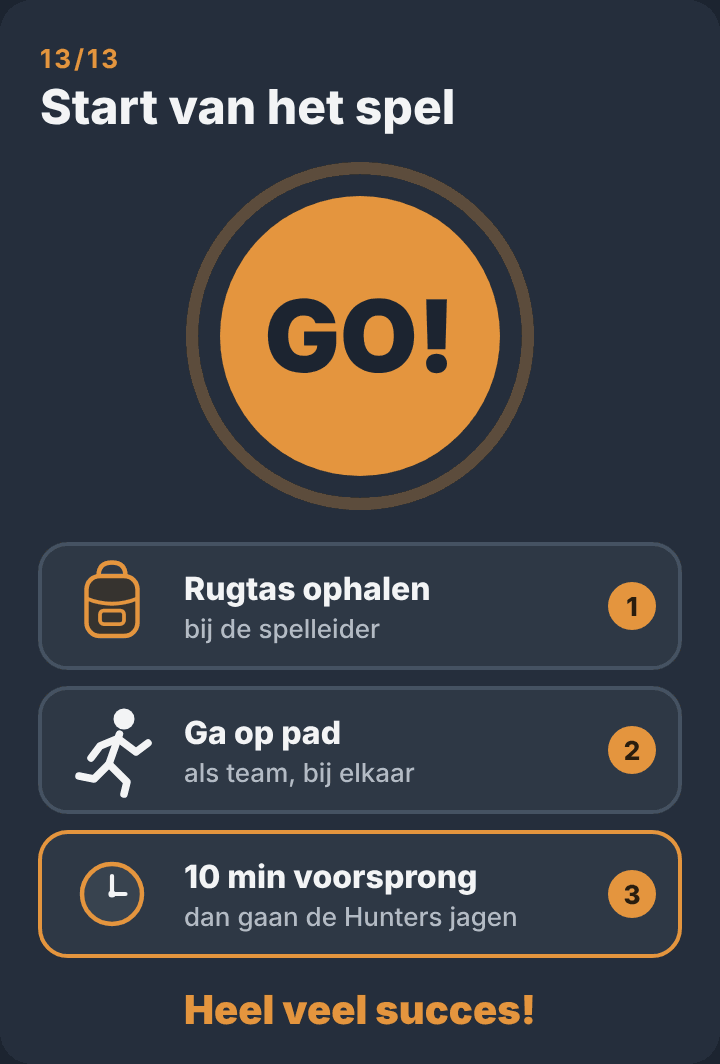 13/13
Start van het spel
GO!
Rugtas ophalen
bij de spelleider
1
Ga op pad
als team, bij elkaar
2
10 min voorsprong
dan gaan de Hunters jagen
3
Heel veel succes!